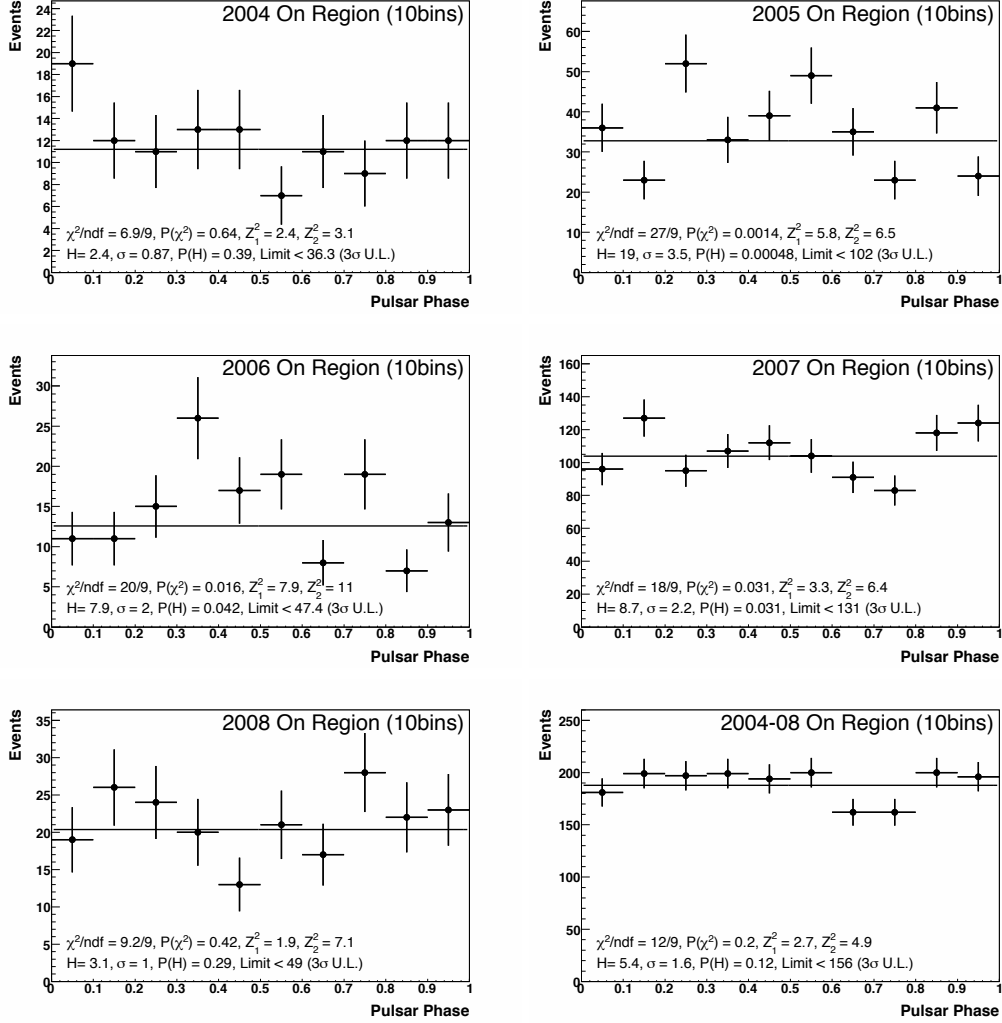 2004 On Region (10bins)
Events
24
22
20
18
16
14
12
10
8
6
4
2
0
χ²/ndf = 6.9/9, P(χ²) = 0.64, Z₁² = 2.4, Z₂² = 3.1
H= 2.4, σ = 0.87, P(H) = 0.39, Limit < 36.3 (3σ U.L.)
0 0.1 0.2 0.3 0.4 0.5 0.6 0.7 0.8 0.9 1
Pulsar Phase
2005 On Region (10bins)
Events
60
50
40
30
20
10
0
χ²/ndf = 27/9, P(χ²) = 0.0014, Z₁² = 5.8, Z₂² = 6.5
H= 19, σ = 3.5, P(H) = 0.00048, Limit < 102 (3σ U.L.)
0 0.1 0.2 0.3 0.4 0.5 0.6 0.7 0.8 0.9 1
Pulsar Phase
2006 On Region (10bins)
Events
30
25
20
15
10
5
0
χ²/ndf = 20/9, P(χ²) = 0.016, Z₁² = 7.9, Z₂² = 11
H= 7.9, σ = 2, P(H) = 0.042, Limit < 47.4 (3σ U.L.)
0 0.1 0.2 0.3 0.4 0.5 0.6 0.7 0.8 0.9 1
Pulsar Phase
2007 On Region (10bins)
Events
160
140
120
100
80
60
40
20
0
χ²/ndf = 18/9, P(χ²) = 0.031, Z₁² = 3.3, Z₂² = 6.4
H= 8.7, σ = 2.2, P(H) = 0.031, Limit < 131 (3σ U.L.)
0 0.1 0.2 0.3 0.4 0.5 0.6 0.7 0.8 0.9 1
Pulsar Phase
2008 On Region (10bins)
Events
35
30
25
20
15
10
5
0
χ²/ndf = 9.2/9, P(χ²) = 0.42, Z₁² = 1.9, Z₂² = 7.1
H= 3.1, σ = 1, P(H) = 0.29, Limit < 49 (3σ U.L.)
0 0.1 0.2 0.3 0.4 0.5 0.6 0.7 0.8 0.9 1
Pulsar Phase
2004-08 On Region (10bins)
Events
250
200
150
100
50
0
χ²/ndf = 12/9, P(χ²) = 0.2, Z₁² = 2.7, Z₂² = 4.9
H= 5.4, σ = 1.6, P(H) = 0.12, Limit < 156 (3σ U.L.)
0 0.1 0.2 0.3 0.4 0.5 0.6 0.7 0.8 0.9 1
Pulsar Phase